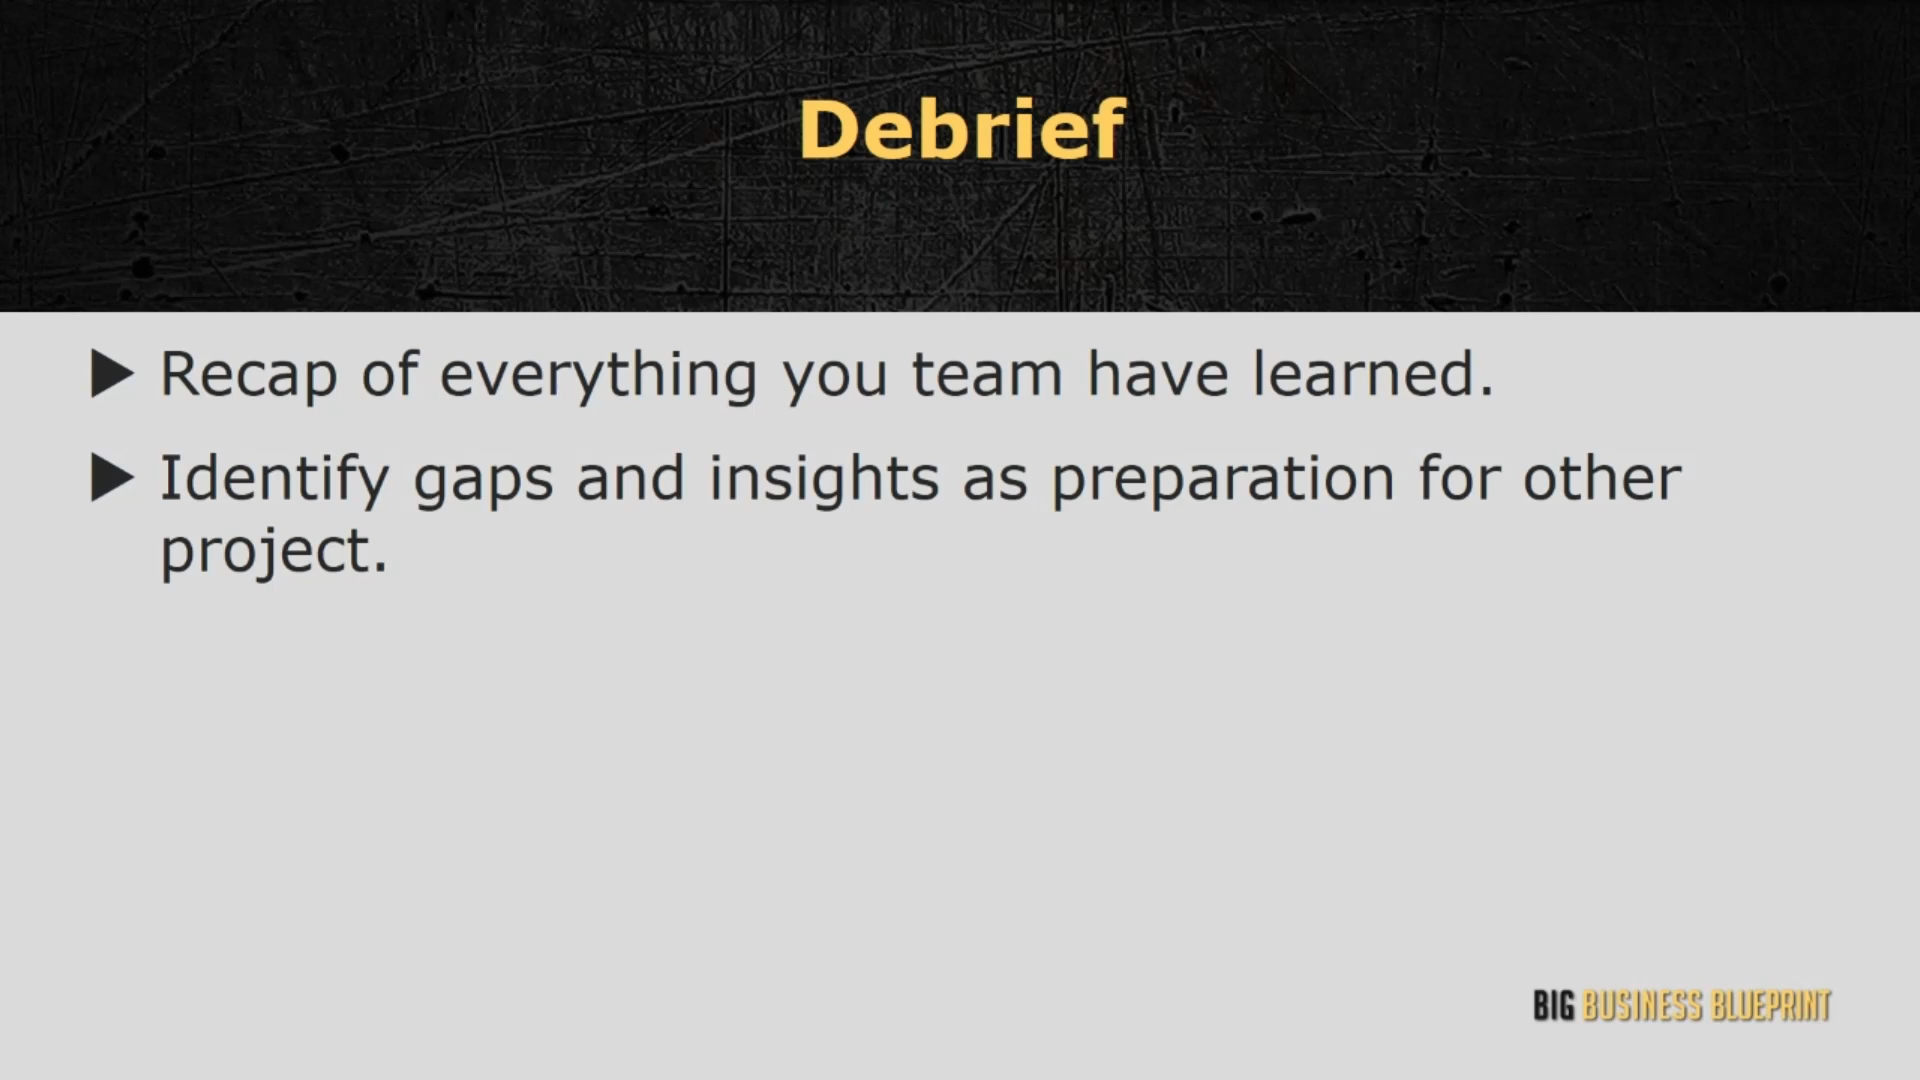 Debrief
▶ Recap of everything you team have learned.
▶ Identify gaps and insights as preparation for other
project.
BIG BUSINESS BLUEPRINT